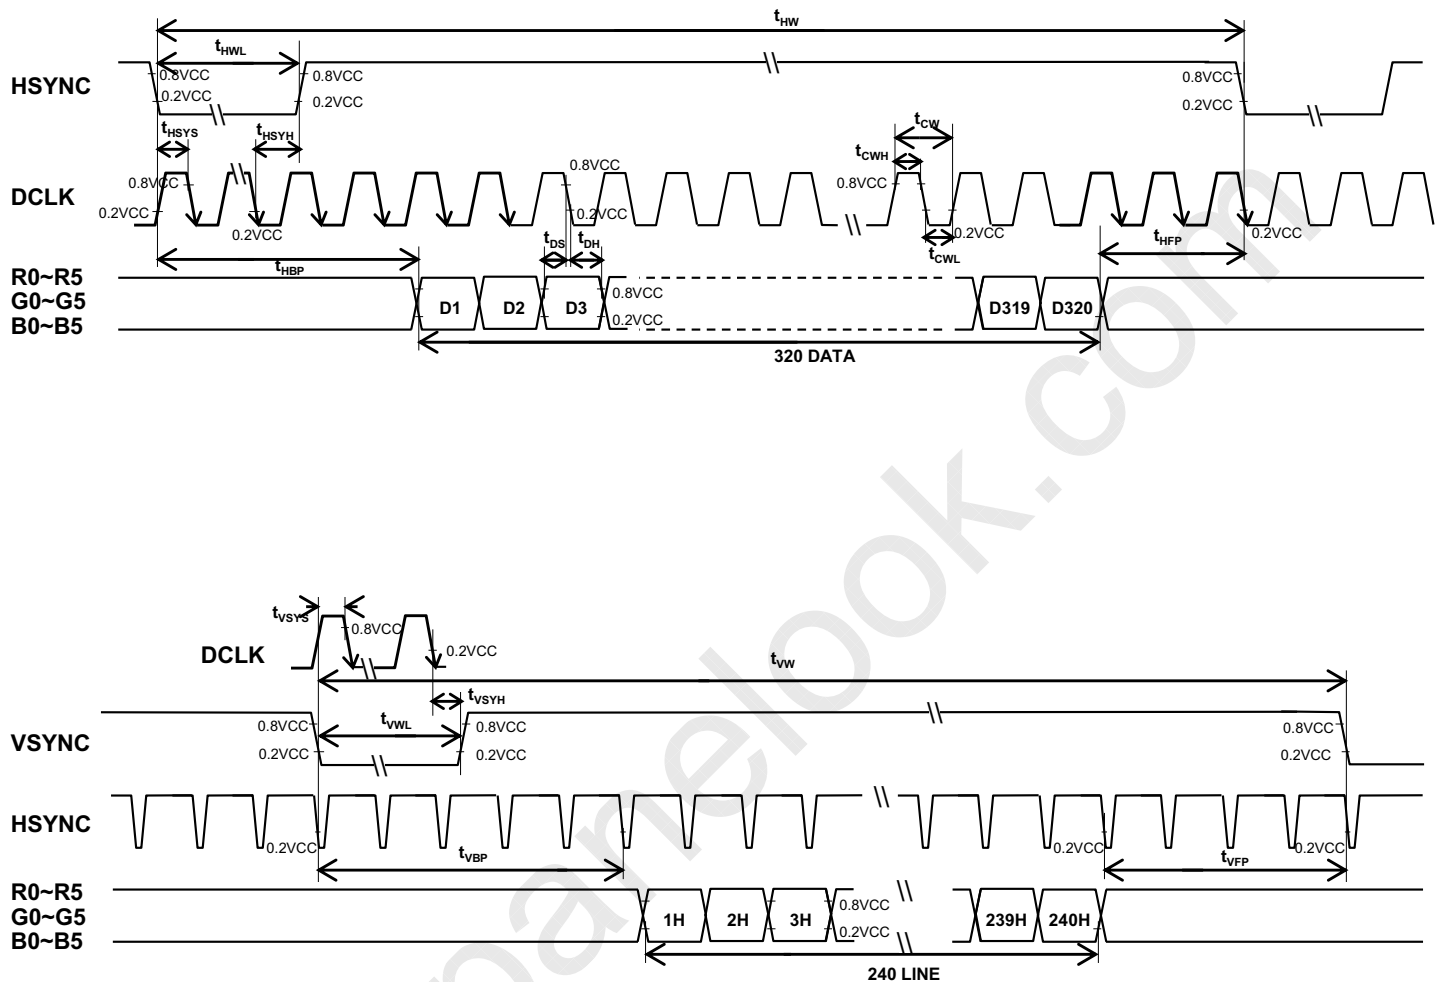 tHW
tHWL
HSYNC
0.8VCC
0.2VCC
0.8VCC
0.2VCC
0.8VCC
0.2VCC
tHSYS
tHSYH
tCW
tCWH
DCLK
0.8VCC
0.2VCC
0.2VCC
0.8VCC
0.2VCC
0.8VCC
0.2VCC
0.2VCC
tHBP
tDS
tDH
tCWL
tHFP
R0~R5
G0~G5
B0~B5
D1
D2
D3
0.8VCC
0.2VCC
D319
D320
320 DATA
tVSYS
DCLK
0.8VCC
0.2VCC
tVW
tVSYH
tVWL
VSYNC
0.8VCC
0.2VCC
0.8VCC
0.2VCC
0.8VCC
0.2VCC
HSYNC
0.2VCC
tVBP
0.2VCC
tVFP
0.2VCC
R0~R5
G0~G5
B0~B5
1H
2H
3H
0.8VCC
0.2VCC
239H
240H
240 LINE
panelook.com